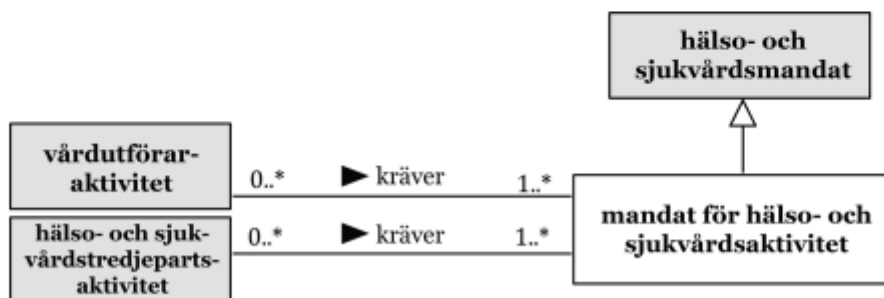 hälso- och
sjukvårdsmandat
vårdutförar-
aktivitet
0..* ► kräver 1..*
mandat för hälso- och
sjukvårdsaktivitet
hälso- och sjuk-
vårdstredjeparts-
aktivitet
0..* ► kräver 1..*